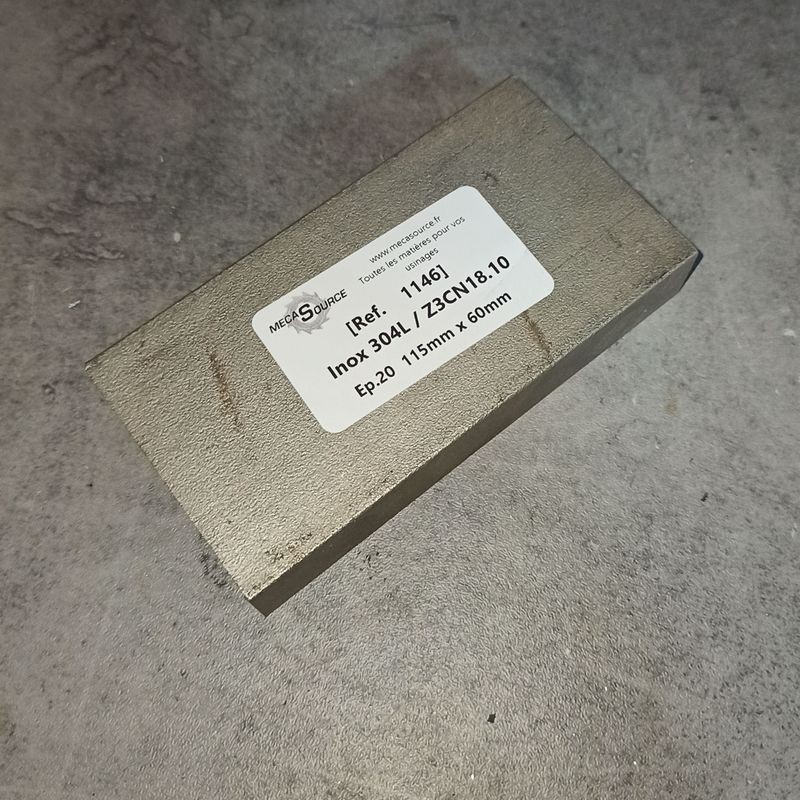 MECASOURCE
www.mecasource.fr
Toutes les matières pour vos
usinages
[Ref. 1146]
Inox 304L / Z3CN18.10
Ep.20 115mm x 60mm